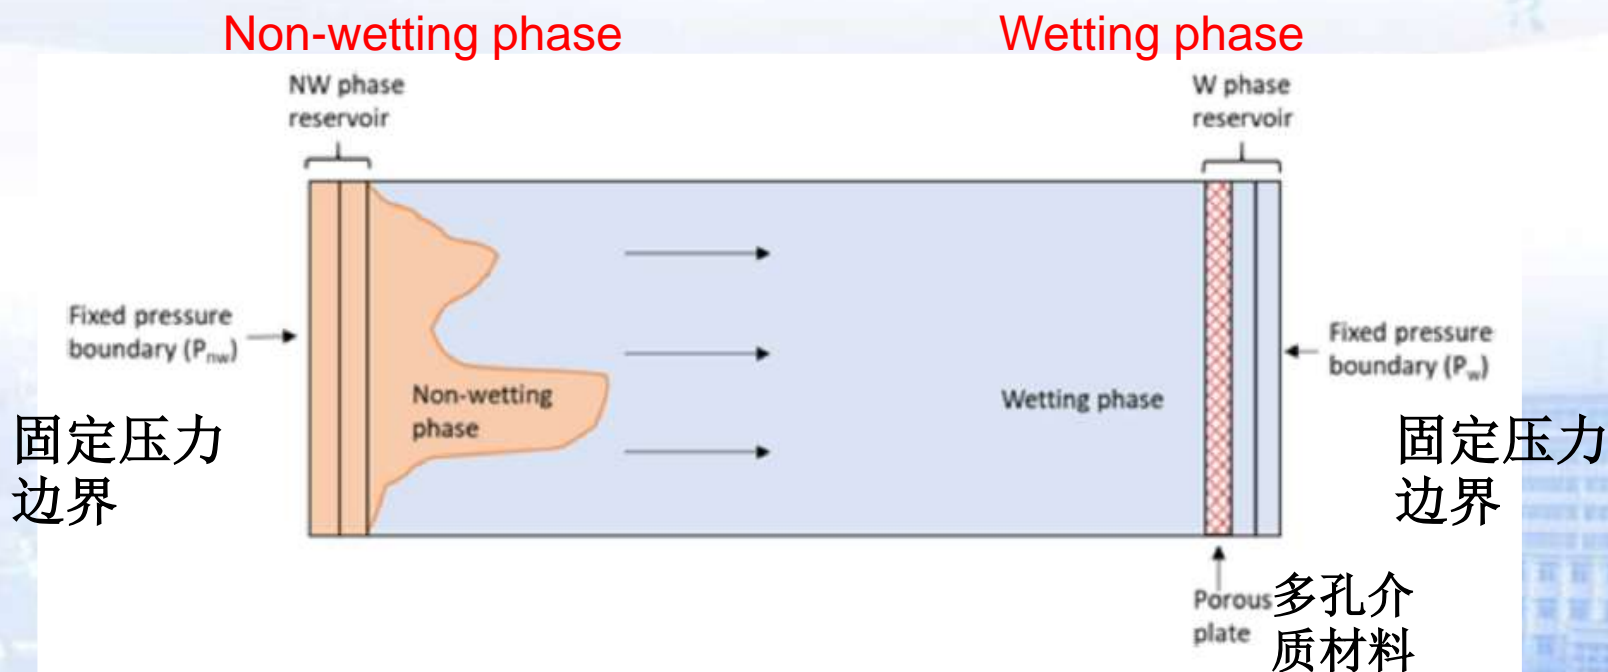 Non-wetting phase
Wetting phase
NW phase
reservoir
W phase
reservoir
Fixed pressure
boundary (Pnw)
固定压力
边界
Non-wetting
phase
Wetting phase
Fixed pressure
boundary (Pw)
固定压力
边界
Porous
plate
多孔介
质材料